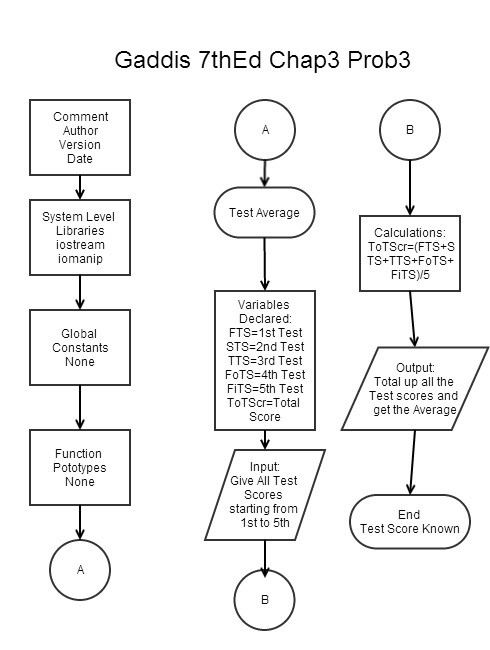 Gaddis 7thEd Chap3 Prob3
Comment
Author
Version
Date
System Level
Libraries
iostream
iomanip
Global
Constants
None
Function
Pototypes
None
A
A
Test Average
Variables
Declared:
FTS=1st Test
STS=2nd Test
TTS=3rd Test
FoTS=4th Test
FiTS=5th Test
ToTScr=Total
Score
Input:
Give All Test
Scores
starting from
1st to 5th
B
B
Calculations:
ToTScr=(FTS+S
TS+TTS+FoTS+
FiTS)/5
Output:
Total up all the
Test scores and
get the Average
End
Test Score Known